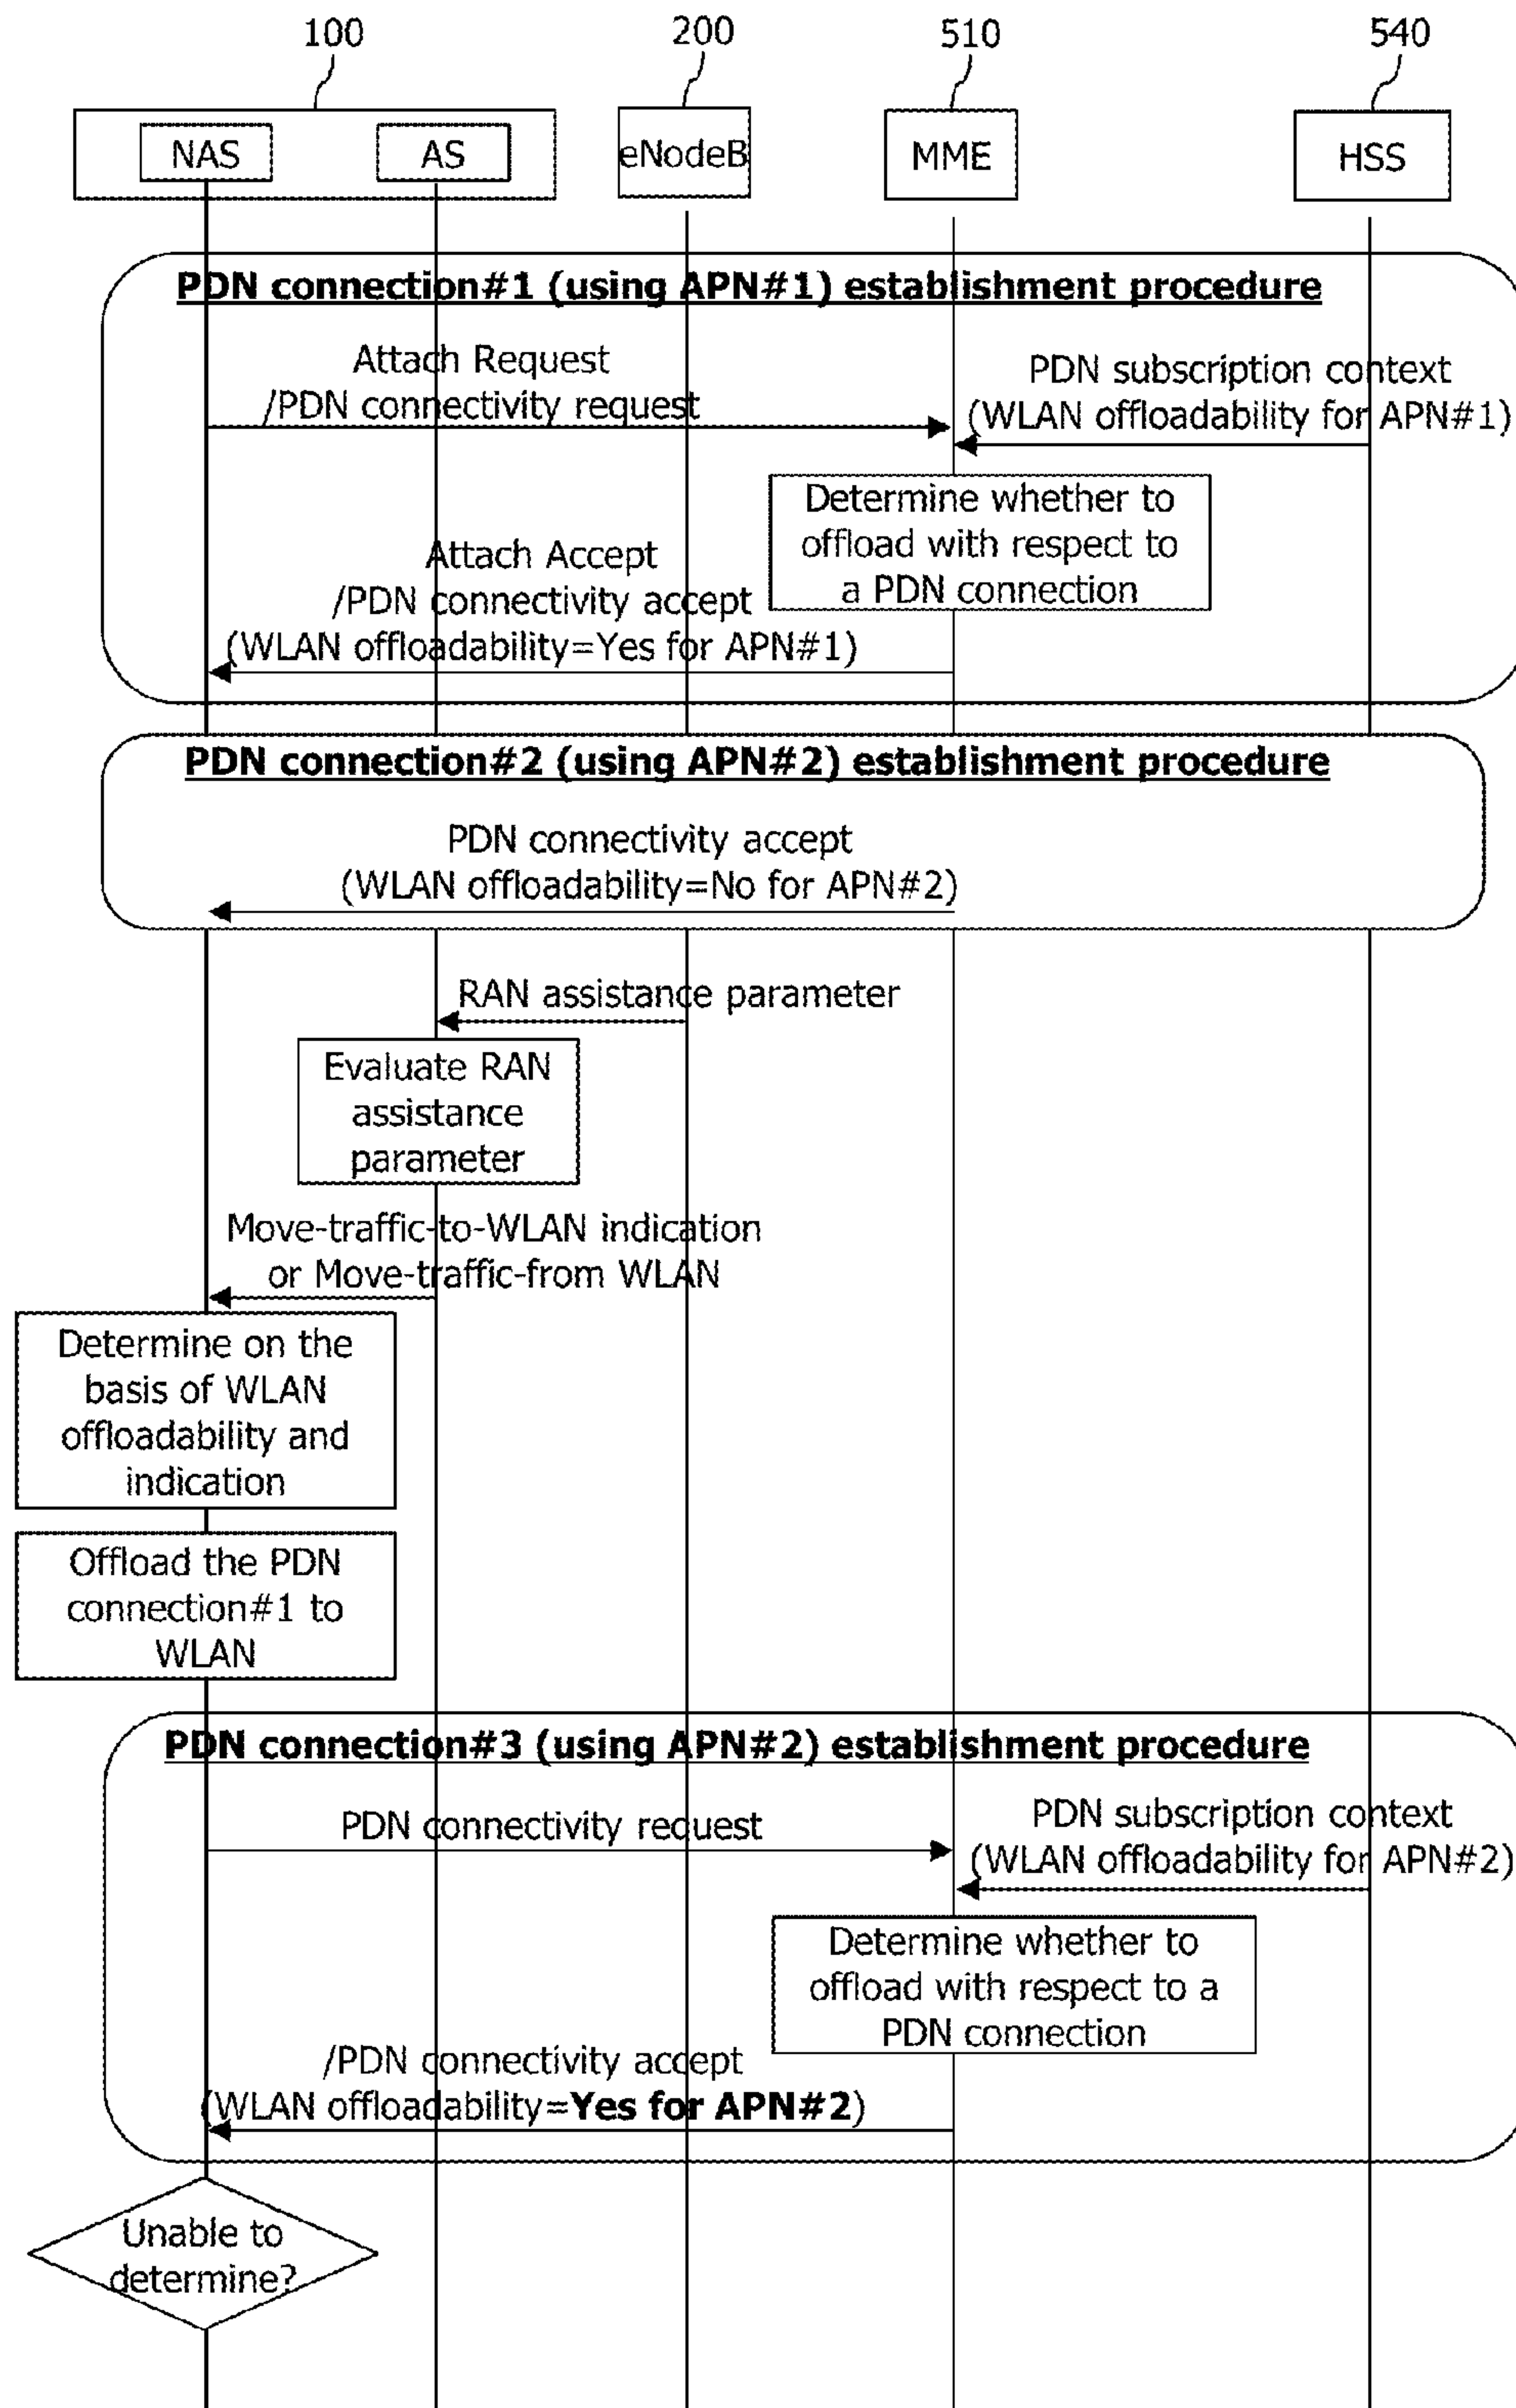 100
200
510
540
NAS
AS
eNodeB
MME
HSS
PDN connection#1 (using APN#1) establishment procedure
Attach Request
/PDN connectivity request
PDN subscription context
(WLAN offloadability for APN#1)
Determine whether to
offload with respect to
a PDN connection
Attach Accept
/PDN connectivity accept
(WLAN offloadability=Yes for APN#1)
PDN connection#2 (using APN#2) establishment procedure
PDN connectivity accept
(WLAN offloadability=No for APN#2)
RAN assistance parameter
Evaluate RAN
assistance
parameter
Move-traffic-to-WLAN indication
or Move-traffic-from WLAN
Determine on the
basis of WLAN
offloadability and
indication
Offload the PDN
connection#1 to
WLAN
PDN connection#3 (using APN#2) establishment procedure
PDN connectivity request
PDN subscription context
(WLAN offloadability for APN#2)
Determine whether to
offload with respect to a
PDN connection
/PDN connectivity accept
(WLAN offloadability=Yes for APN#2)
Unable to
determine?